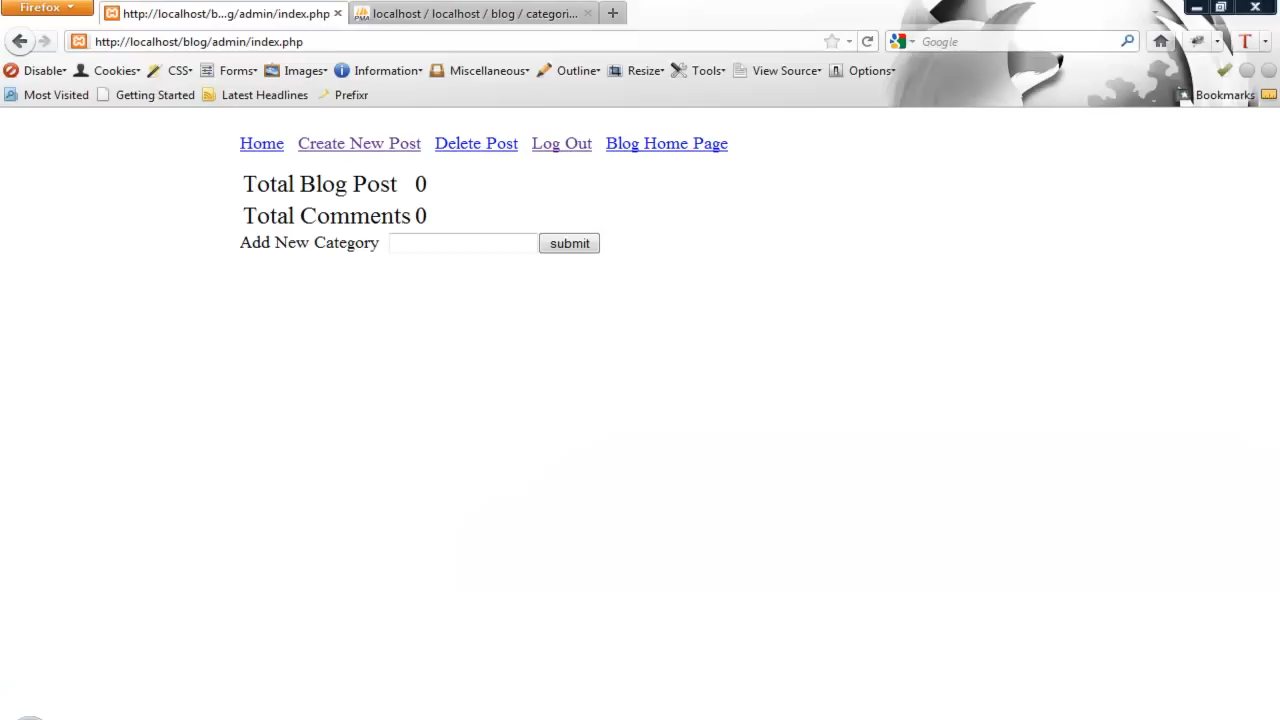 Firefox
http://localhost/b...g/admin/index.php
localhost / localhost / blog / categori...
http://localhost/blog/admin/index.php
Google
Disable Cookies CSS Forms Images Information Miscellaneous Outline Resize Tools View Source Options
Most Visited Getting Started Latest Headlines Prefixr Bookmarks
Home Create New Post Delete Post Log Out Blog Home Page
Total Blog Post 0
Total Comments 0
Add New Category submit